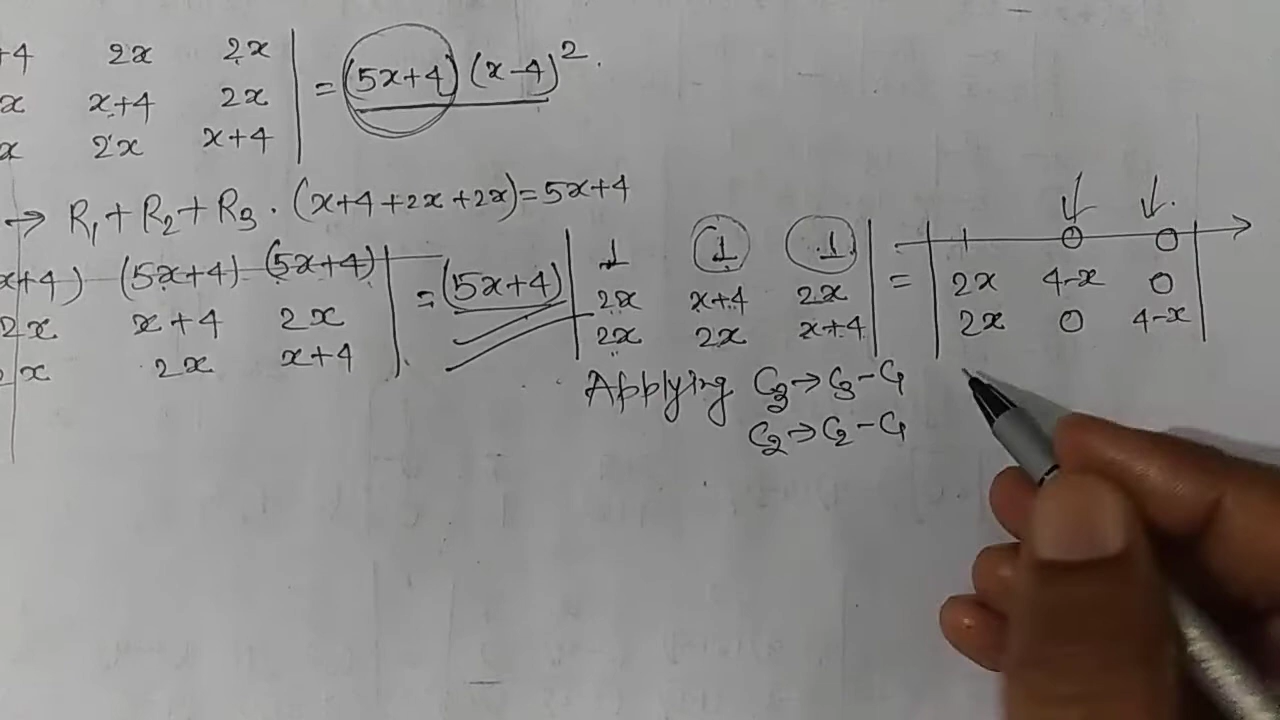 +4 2x 2x
x x+4 2x = (5x+4) (x-4)².
x 2x x+4
→ R₁+R₂+R₃ . (x+4+2x+2x)=5x+4
x+4) (5x+4) (5x+4) = (5x+4) 1 1 1 = 1 0 0
2x x+4 2x 2x x+4 2x 2x 4-x 0
2x 2x x+4 2x 2x x+4 2x 0 4-x
Applying C₃→C₃-C₁
C₂→C₂-C₁